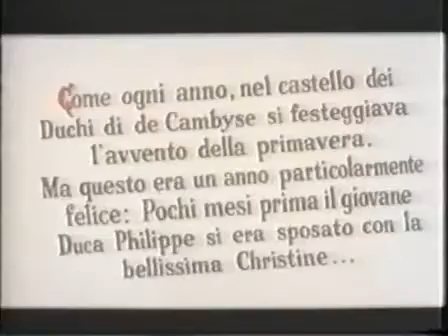 Come ogni anno, nel castello dei
Duchi di de Cambyse si festeggiava
l'avvento della primavera.
Ma questo era un anno particolarmente
felice: Pochi mesi prima il giovane
Duca Philippe si era sposato con la
bellissima Christine...